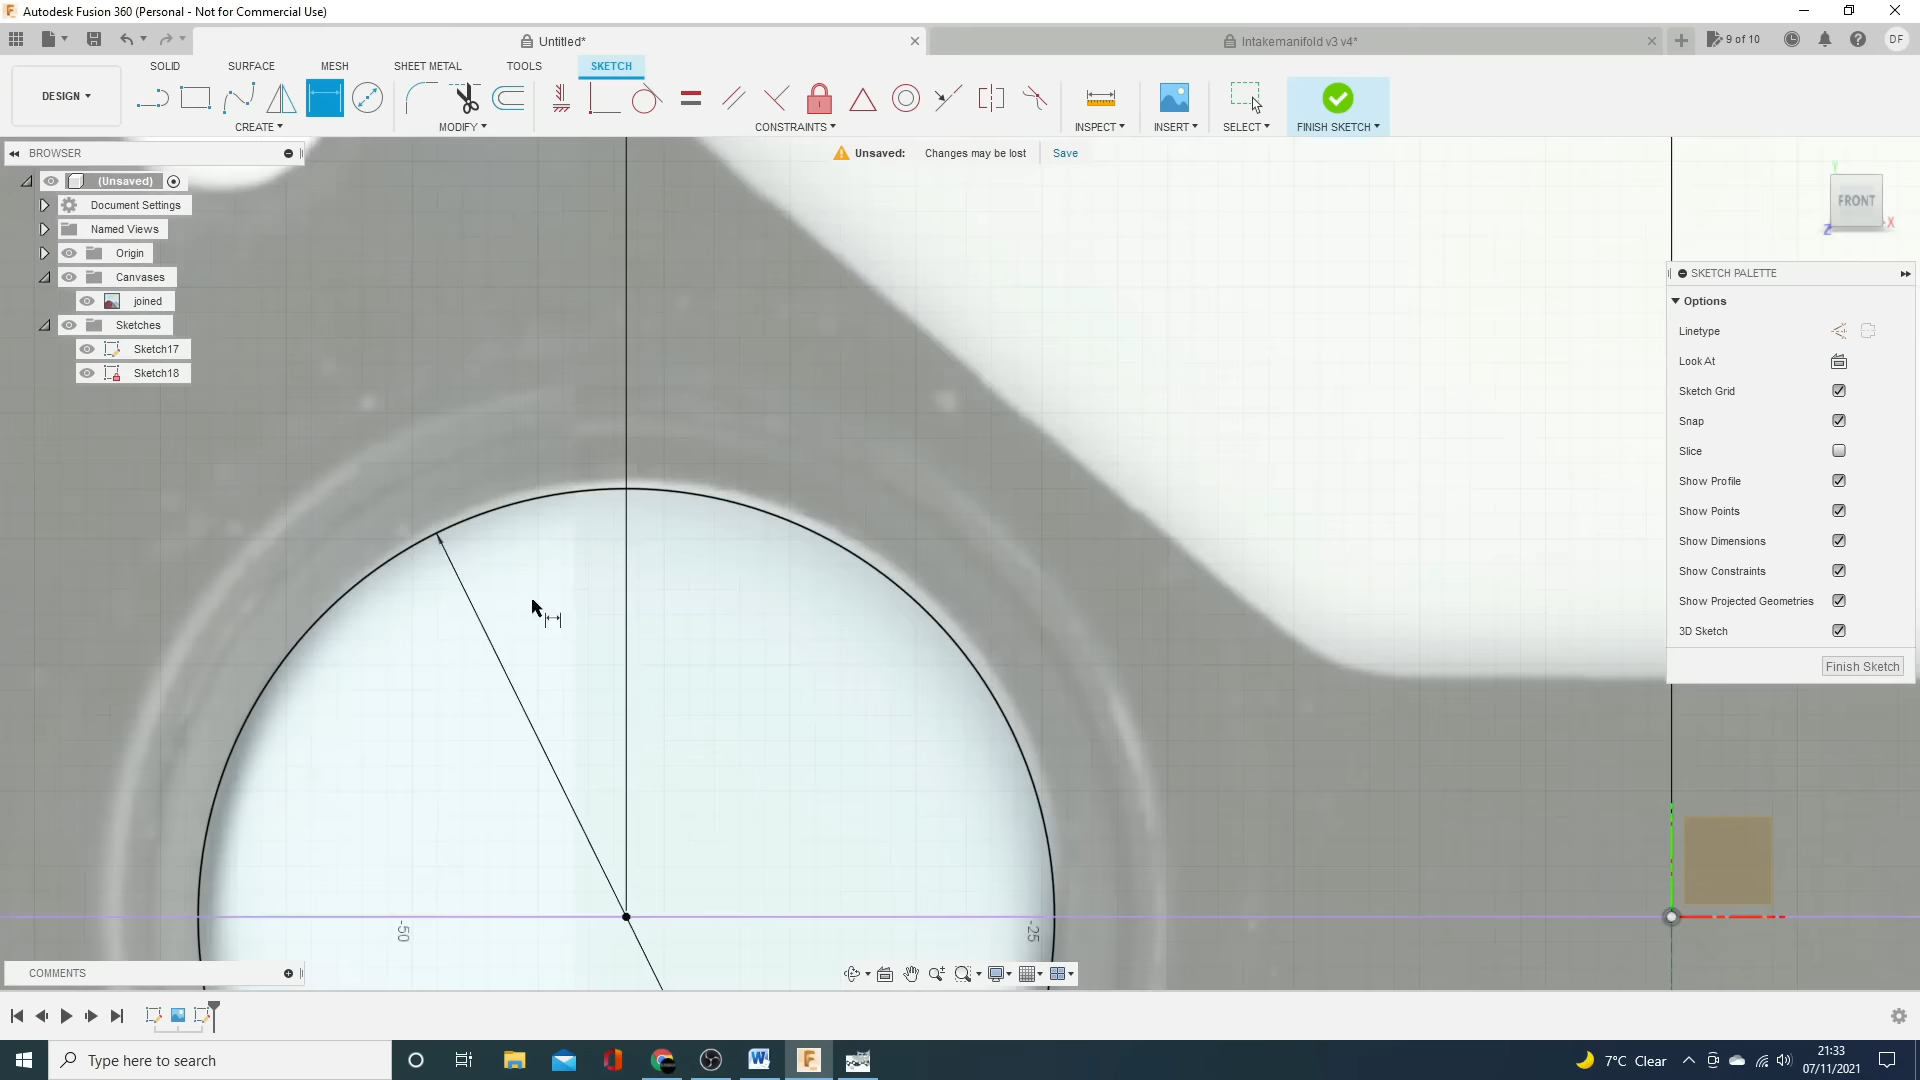 Autodesk Fusion 360 (Personal - Not for Commercial Use)
Untitled*
Intakemanifold v3 v4*
9 of 10
DF
SOLID SURFACE MESH SHEET METAL TOOLS SKETCH
DESIGN
CREATE MODIFY CONSTRAINTS INSPECT INSERT SELECT FINISH SKETCH
BROWSER
Unsaved: Changes may be lost Save
(Unsaved)
Document Settings
Named Views
Origin
Canvases
joined
Sketches
Sketch17
Sketch18
Y
FRONT
X
Z
SKETCH PALETTE
Options
Linetype
Look At
Sketch Grid
Snap
Slice
Show Profile
Show Points
Show Dimensions
Show Constraints
Show Projected Geometries
3D Sketch
Finish Sketch
-50
-25
COMMENTS
Type here to search
7°C Clear
21:33
07/11/2021